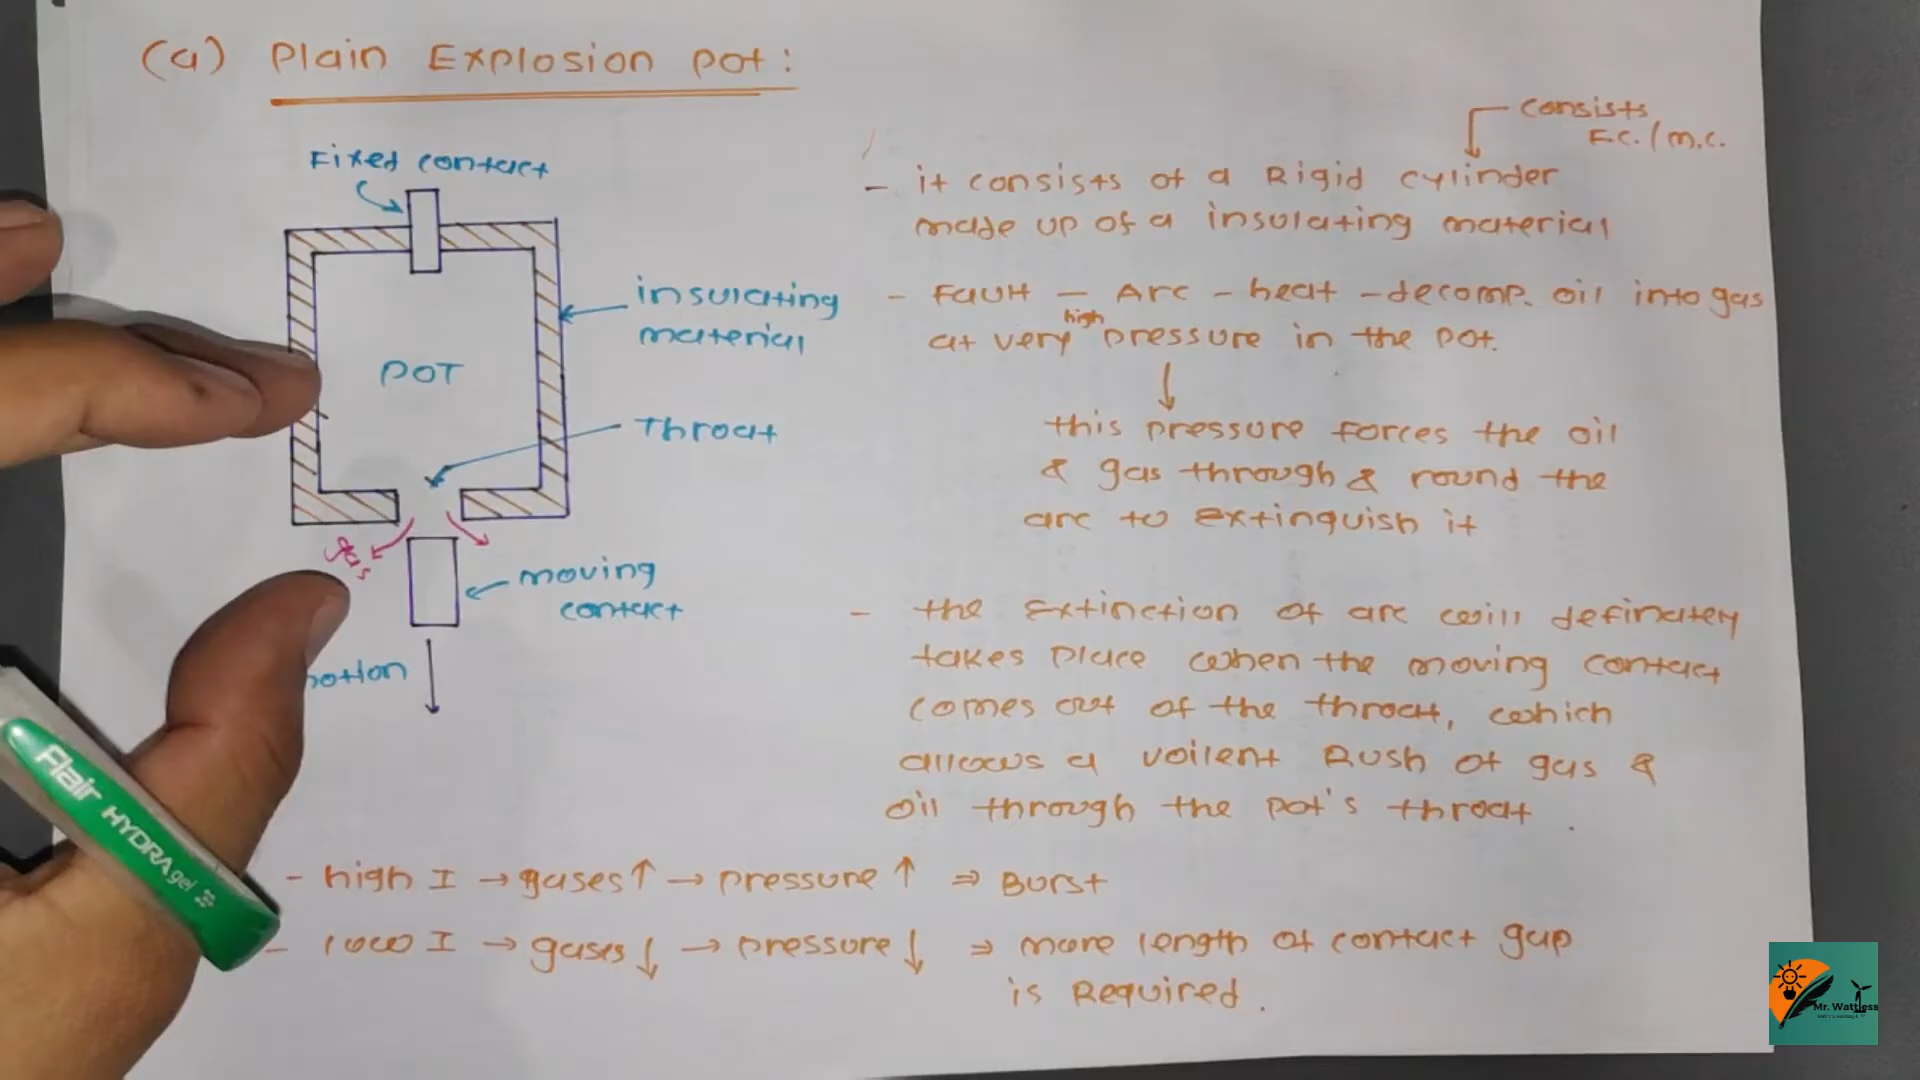 (a) Plain Explosion pot:
Fixed contact
insulating
material
POT
Throat
gas
moving
contact
consists
F.C./m.c.
- it consists of a Rigid cylinder
made up of a insulating material
- Fault - Arc - heat - decomp. oil into gas
at very high pressure in the pot.
this pressure forces the oil
& gas through & round the
arc to extinguish it
- the Extinction of arc will definately
takes place when the moving contact
comes out of the throat, which
allows a voilent Rush of gas &
oil through the pot's throat.
- high I → gases↑ → pressure ↑ ⇒ Burst
- low I → gases↓ → pressure↓ ⇒ more length of contact gap
is Required.
Flair HYDRA gel
Mr. Wattless